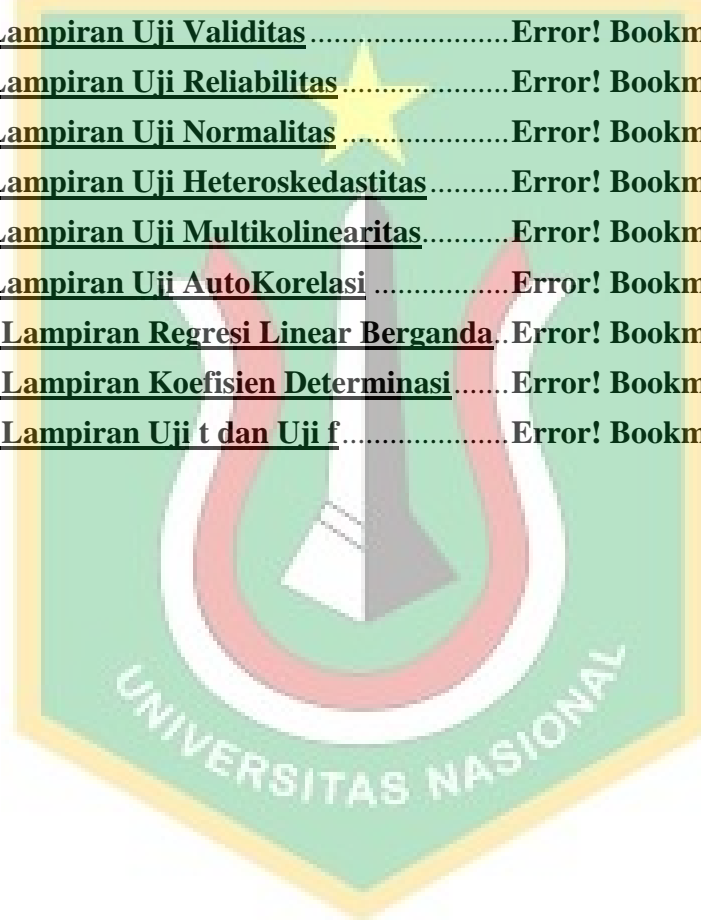 Lampiran Uji Validitas........................Error! Bookm
Lampiran Uji Reliabilitas....................Error! Bookm
Lampiran Uji Normalitas....................Error! Bookm
Lampiran Uji Heteroskedastitas..........Error! Bookm
Lampiran Uji Multikolinearitas...........Error! Bookm
Lampiran Uji AutoKorelasi................Error! Bookm
Lampiran Regresi Linear Berganda..Error! Bookm
Lampiran Koefisien Determinasi.......Error! Bookm
Lampiran Uji t dan Uji f....................Error! Bookm
UNIVERSITAS NASIONAL